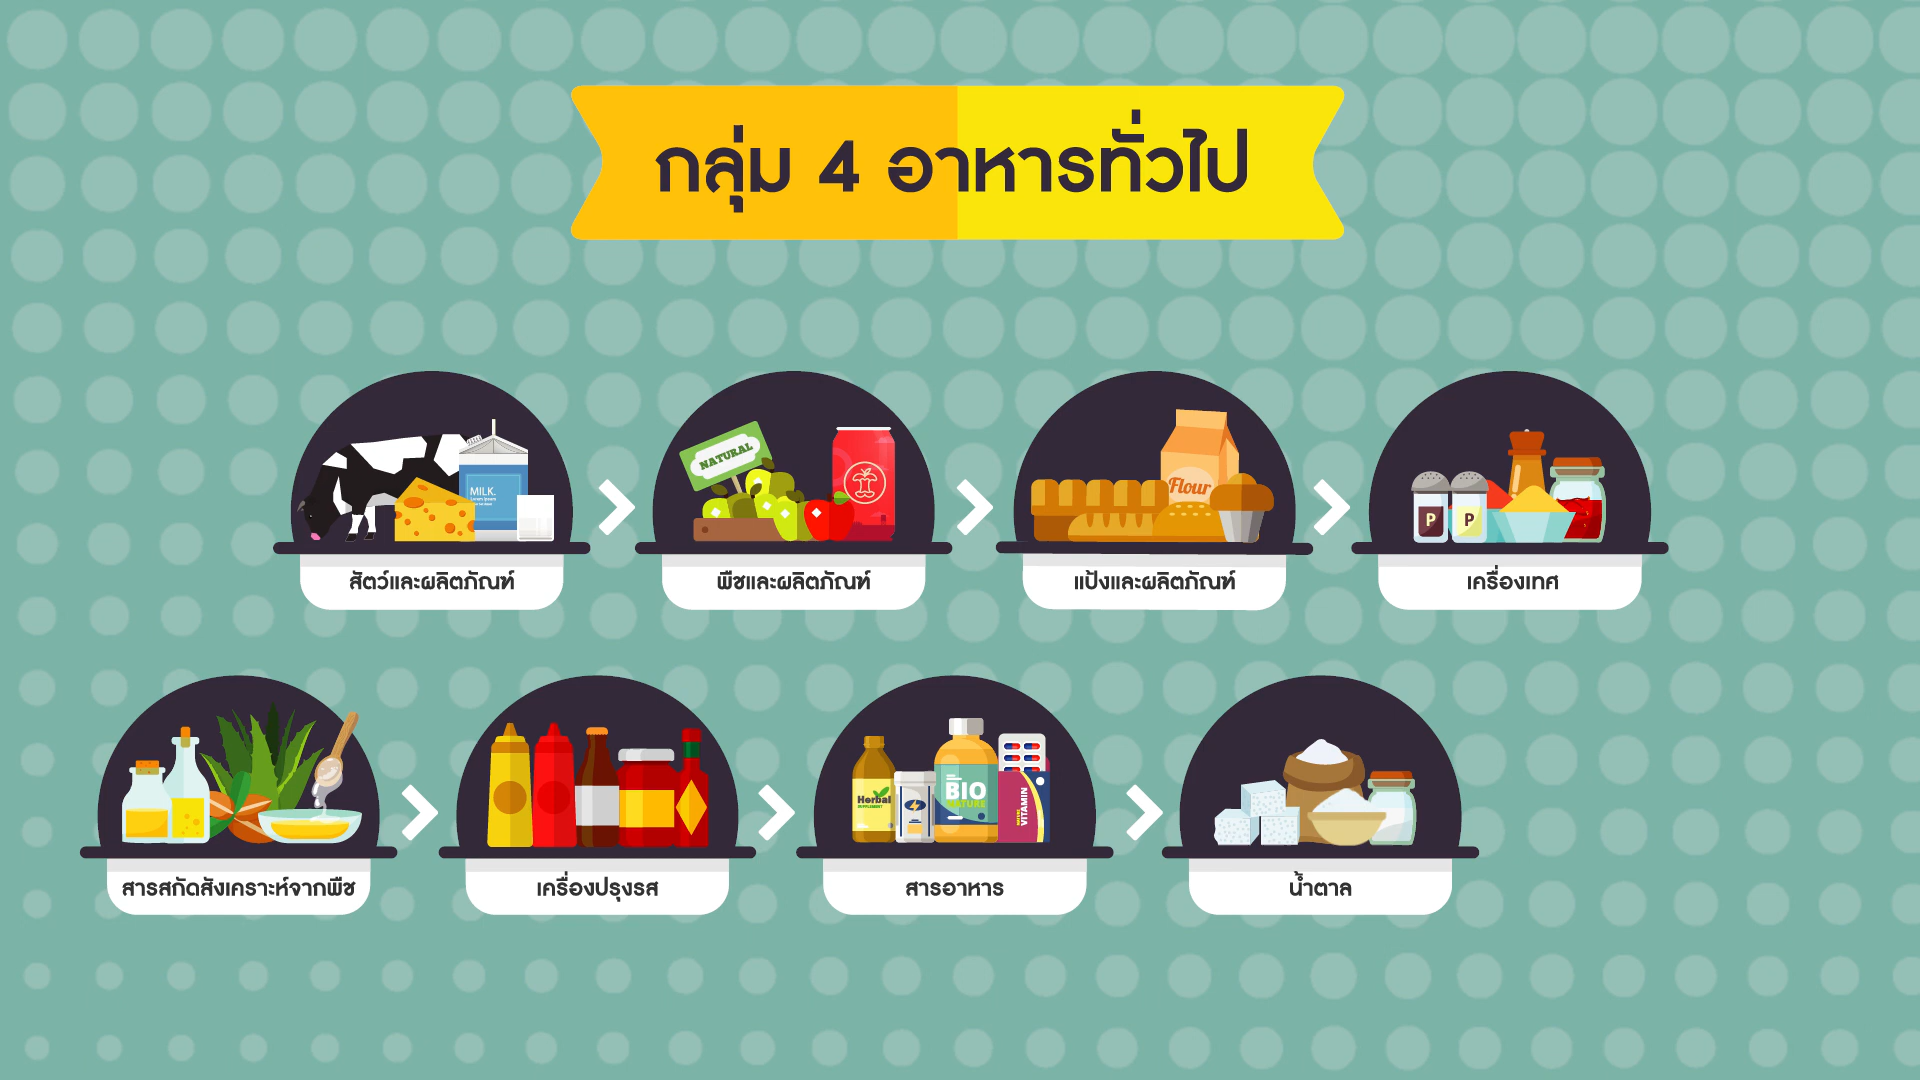 กลุ่ม 4 อาหารทั่วไป
MILK.
NATURAL
Flour
P
P
สัตว์และผลิตภัณฑ์
พืชและผลิตภัณฑ์
แป้งและผลิตภัณฑ์
เครื่องเทศ
Herbal
BIO
NATURE
VITAMIN
สารสกัดสังเคราะห์จากพืช
เครื่องปรุงรส
สารอาหาร
น้ำตาล